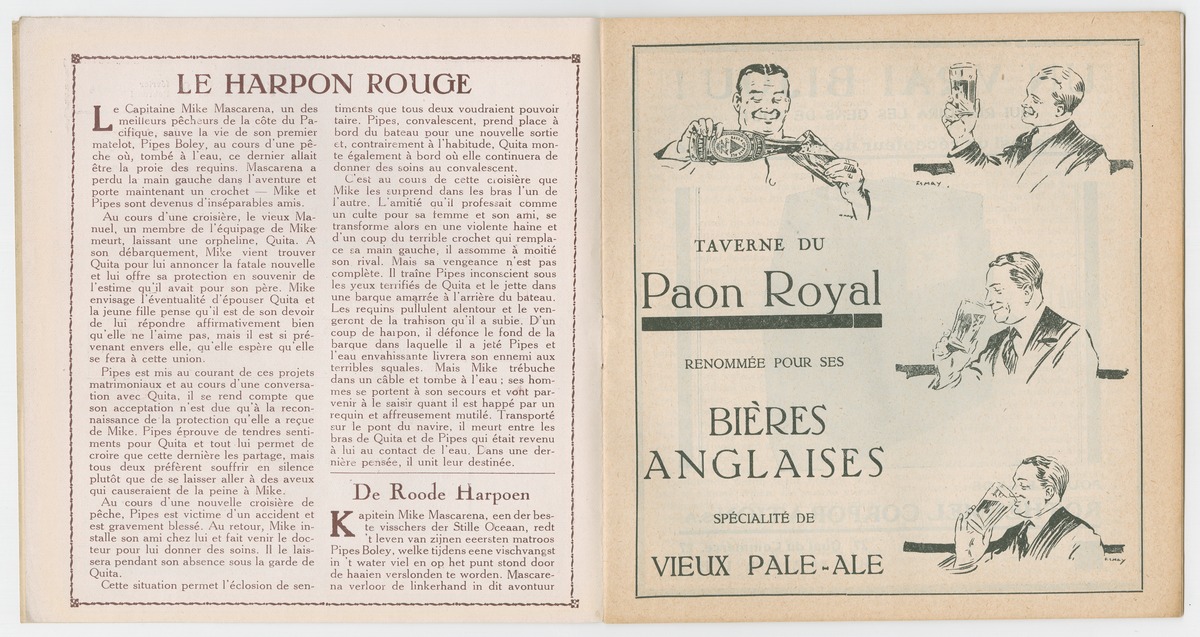 LE HARPON ROUGE
Le Capitaine Mike Mascarena, un des
meilleurs pêcheurs de la côte du Pa-
cifique, sauve la vie de son premier
matelot, Pipes Boley, au cours d'une pê-
che où, tombé à l'eau, ce dernier allait
être la proie des requins. Mascarena a
perdu la main gauche dans l'aventure et
porte maintenant un crochet — Mike et
Pipes sont devenus d'inséparables amis.
Au cours d'une croisière, le vieux Ma-
nuel, un membre de l'équipage de Mike
meurt, laissant une orpheline, Quita. A
son débarquement, Mike vient trouver
Quita pour lui annoncer la fatale nouvelle
et lui offre sa protection en souvenir de
l'estime qu'il avait pour son père. Mike
envisage l'éventualité d'épouser Quita et
la jeune fille pense qu'il est de son devoir
de lui répondre affirmativement bien
qu'elle ne l'aime pas, mais il est si pré-
venant envers elle, qu'elle espère qu'elle
se fera à cette union.
Pipes est mis au courant de ces projets
matrimoniaux et au cours d'une conversa-
tion avec Quita, il se rend compte que
son acceptation n'est due qu'à la recon-
naissance de la protection qu'elle a reçue
de Mike. Pipes éprouve de tendres senti-
ments pour Quita et tout lui permet de
croire que cette dernière les partage, mais
tous deux préfèrent souffrir en silence
plutôt que de se laisser aller à des aveux
qui causeraient de la peine à Mike.
Au cours d'une nouvelle croisière de
pêche, Pipes est victime d'un accident et
est gravement blessé. Au retour, Mike in-
stalle son ami chez lui et fait venir le doc-
teur pour lui donner des soins. Il le lais-
sera pendant son absence sous la garde de
Quita.
Cette situation permet l'éclosion de sen-
timents que tous deux voudraient pouvoir
taire. Pipes, convalescent, prend place à
bord du bateau pour une nouvelle sortie
et, contrairement à l'habitude, Quita mon-
te également à bord où elle continuera de
donner des soins au convalescent.
C'est au cours de cette croisière que
Mike les surprend dans les bras l'un de
l'autre. L'amitié qu'il professait comme
un culte pour sa femme et son ami, se
transforme alors en une violente haine et
d'un coup du terrible crochet qui rempla-
ce sa main gauche, il assomme à moitié
son rival. Mais sa vengeance n'est pas
complète. Il traîne Pipes inconscient sous
les yeux terrifiés de Quita et le jette dans
une barque amarrée à l'arrière du bateau.
Les requins pullulent alentour et le ven-
geront de la trahison qu'il a subie. D'un
coup de harpon, il défonce le fond de la
barque dans laquelle il a jeté Pipes et
l'eau envahissante livrera son ennemi aux
terribles squales. Mais Mike trébuche
dans un câble et tombe à l'eau ; ses hom-
mes se portent à son secours et vont par-
venir à le saisir quant il est happé par un
requin et affreusement mutilé. Transporté
sur le pont du navire, il meurt entre les
bras de Quita et de Pipes qui était revenu
à lui au contact de l'eau. Dans une der-
nière pensée, il unit leur destinée.
De Roode Harpoen
Kapitein Mike Mascarena, een der bes-
te visschers der Stille Oceaan, redt
't leven van zijnen eeersten matroos
Pipes Boley, welke tijdens eene vischvangst
in 't water viel en op het punt stond door
de haaien verslonden te worden. Mascare-
na verloor de linkerhand in dit avontuur
TAVERNE DU
Paon Royal
RENOMMÉE POUR SES
BIÈRES
ANGLAISES
SPÉCIALITÉ DE
VIEUX PALE-ALE